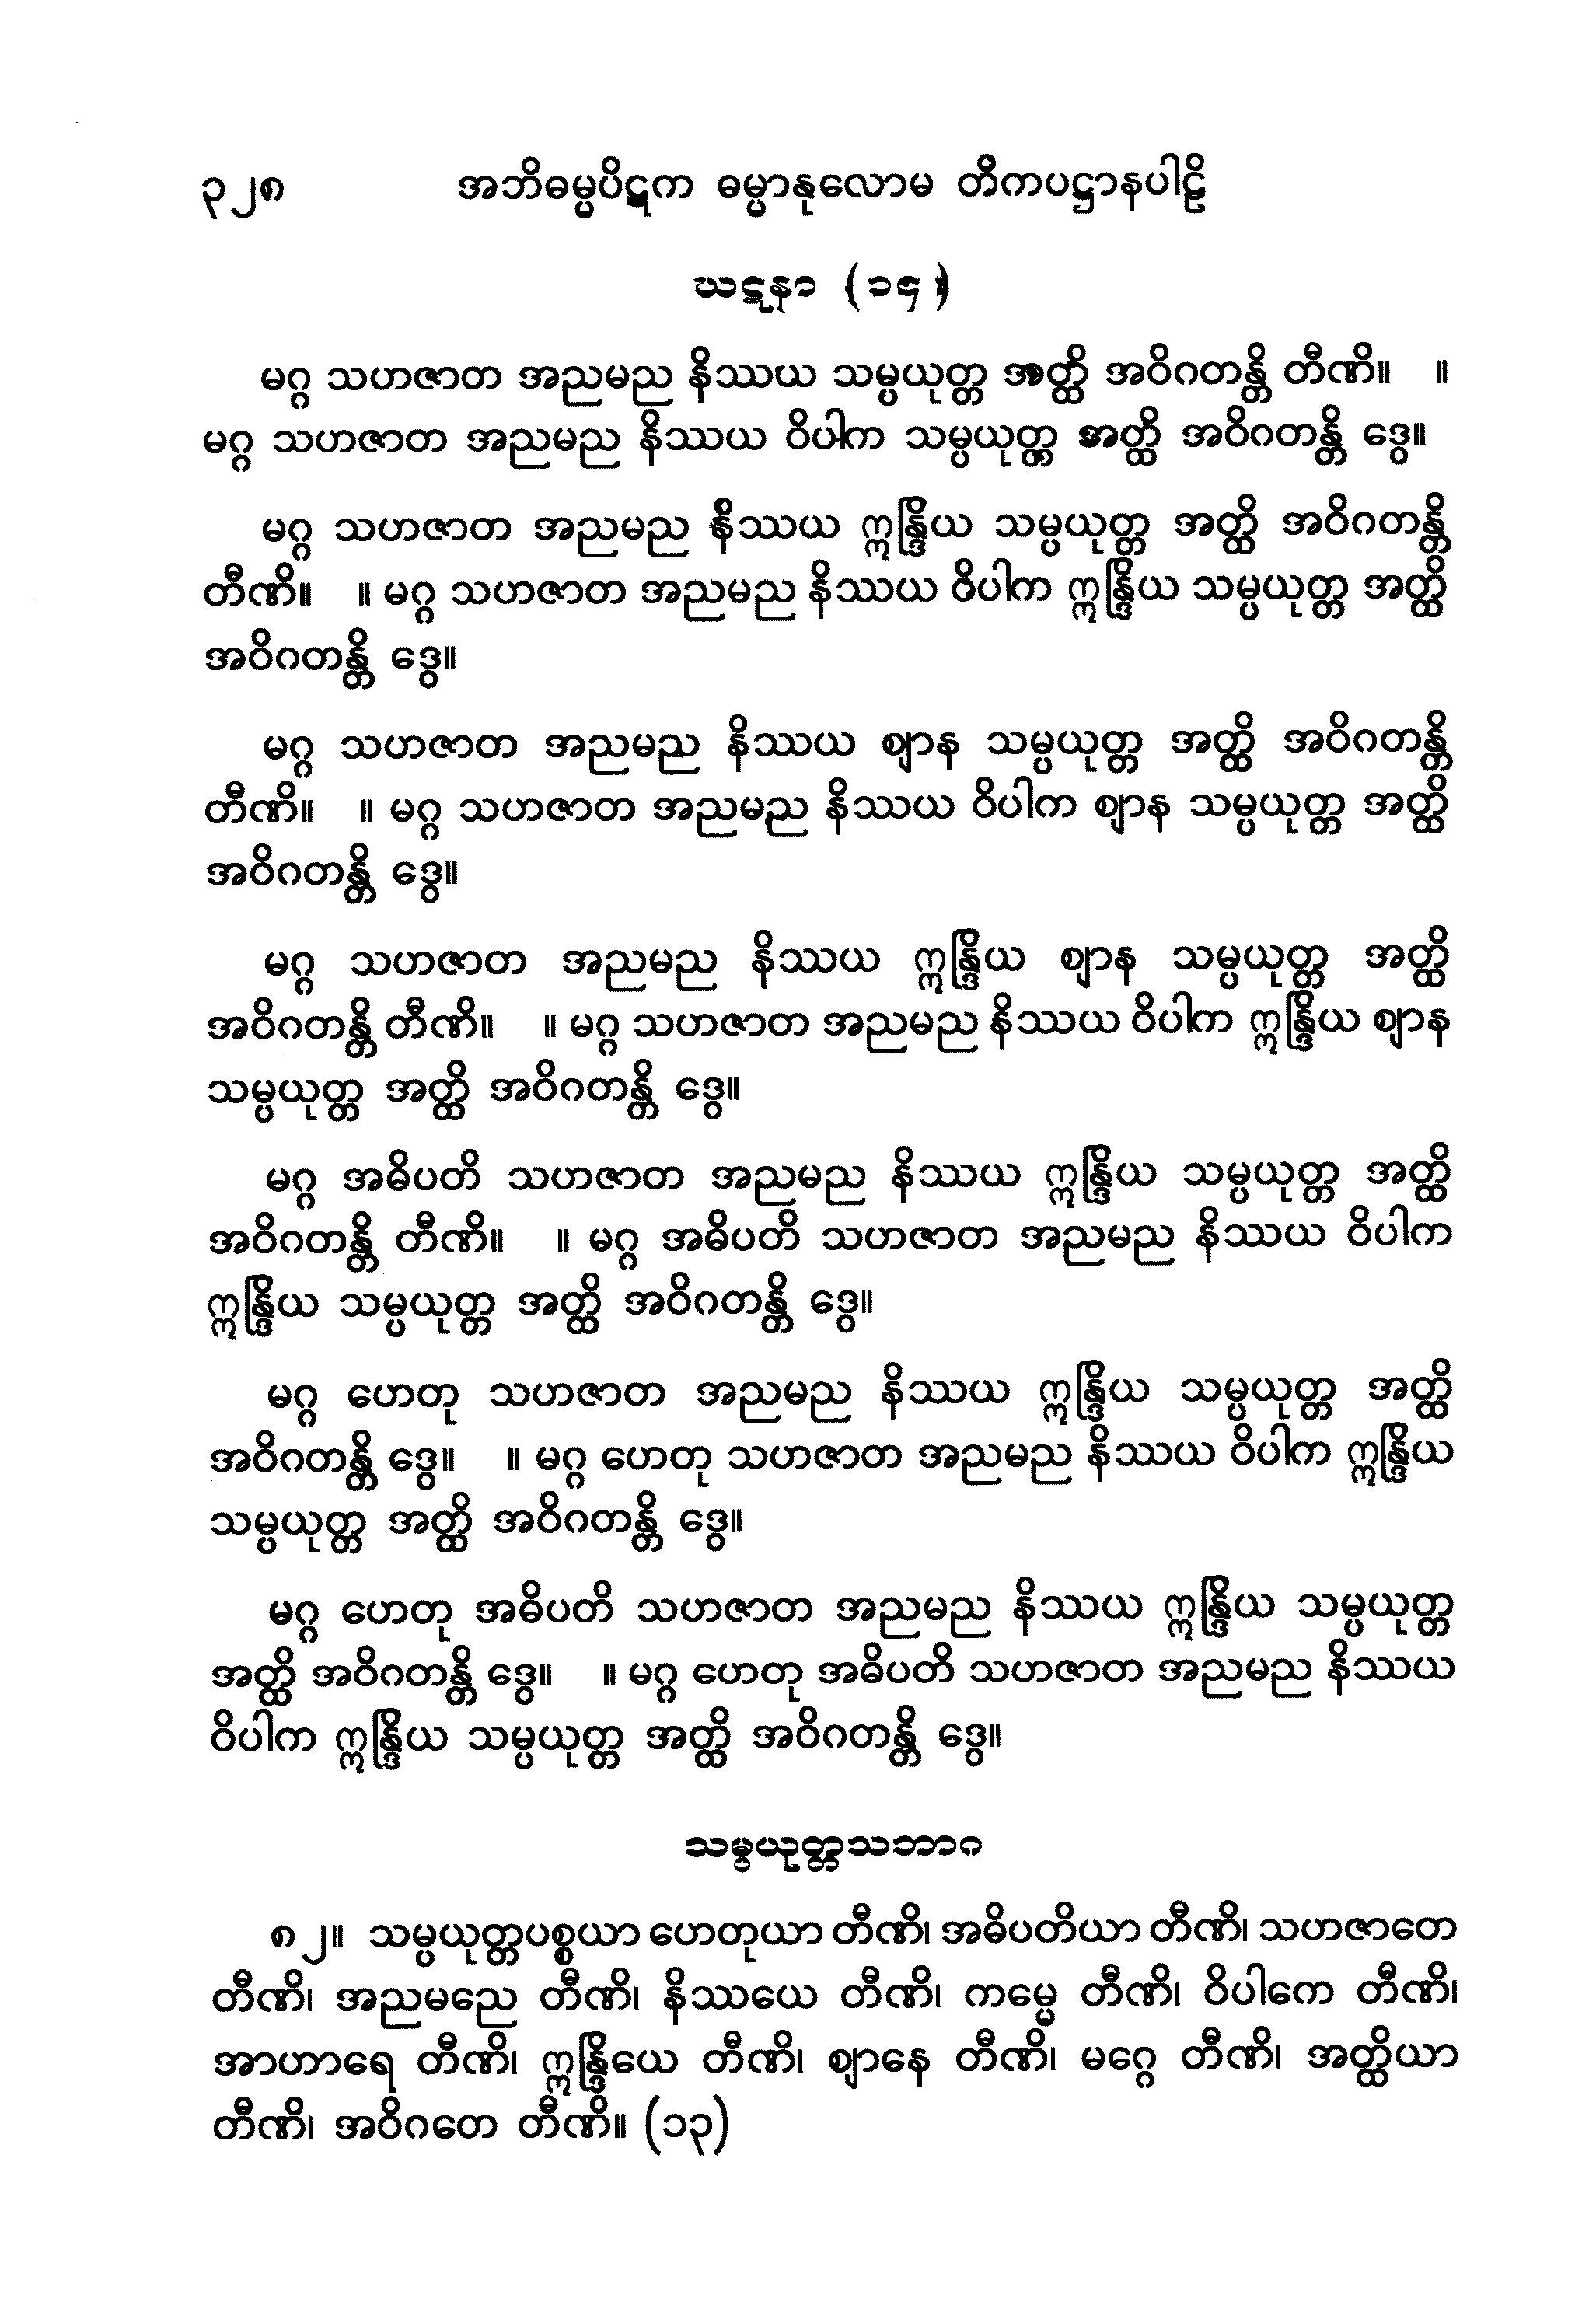 ၃၂၈ အဘိဓမ္မပိဋက ဓမ္မာနုလောမ တိကပဋ္ဌာနပါဠိ
ဃဋနာ (၁၄)
မဂ္ဂ သဟဇာတ အညမည နိဿယ သမ္ပယုတ္တ အတ္ထိ အဝိဂတန္တိ တီဏိ။ ။
မဂ္ဂ သဟဇာတ အညမည နိဿယ ဝိပါက သမ္ပယုတ္တ အတ္ထိ အဝိဂတန္တိ ဒွေ။
မဂ္ဂ သဟဇာတ အညမည နိဿယ ဣန္ဒြိယ သမ္ပယုတ္တ အတ္ထိ အဝိဂတန္တိ
တီဏိ။ ။ မဂ္ဂ သဟဇာတ အညမည နိဿယ ဝိပါက ဣန္ဒြိယ သမ္ပယုတ္တ အတ္ထိ
အဝိဂတန္တိ ဒွေ။
မဂ္ဂ သဟဇာတ အညမည နိဿယ ဈာန သမ္ပယုတ္တ အတ္ထိ အဝိဂတန္တိ
တီဏိ။ ။ မဂ္ဂ သဟဇာတ အညမည နိဿယ ဝိပါက ဈာန သမ္ပယုတ္တ အတ္ထိ
အဝိဂတန္တိ ဒွေ။
မဂ္ဂ သဟဇာတ အညမည နိဿယ ဣန္ဒြိယ ဈာန သမ္ပယုတ္တ အတ္ထိ
အဝိဂတန္တိ တီဏိ။ ။ မဂ္ဂ သဟဇာတ အညမည နိဿယ ဝိပါက ဣန္ဒြိယ ဈာန
သမ္ပယုတ္တ အတ္ထိ အဝိဂတန္တိ ဒွေ။
မဂ္ဂ အဓိပတိ သဟဇာတ အညမည နိဿယ ဣန္ဒြိယ သမ္ပယုတ္တ အတ္ထိ
အဝိဂတန္တိ တီဏိ။ ။ မဂ္ဂ အဓိပတိ သဟဇာတ အညမည နိဿယ ဝိပါက
ဣန္ဒြိယ သမ္ပယုတ္တ အတ္ထိ အဝိဂတန္တိ ဒွေ။
မဂ္ဂ ဟေတု သဟဇာတ အညမည နိဿယ ဣန္ဒြိယ သမ္ပယုတ္တ အတ္ထိ
အဝိဂတန္တိ ဒွေ။ ။ မဂ္ဂ ဟေတု သဟဇာတ အညမည နိဿယ ဝိပါက ဣန္ဒြိယ
သမ္ပယုတ္တ အတ္ထိ အဝိဂတန္တိ ဒွေ။
မဂ္ဂ ဟေတု အဓိပတိ သဟဇာတ အညမည နိဿယ ဣန္ဒြိယ သမ္ပယုတ္တ
အတ္ထိ အဝိဂတန္တိ ဒွေ။ ။ မဂ္ဂ ဟေတု အဓိပတိ သဟဇာတ အညမည နိဿယ
ဝိပါက ဣန္ဒြိယ သမ္ပယုတ္တ အတ္ထိ အဝိဂတန္တိ ဒွေ။
သမ္ပယုတ္တသဘာဂ
၈၂။ သမ္ပယုတ္တပစ္စယာ ဟေတုယာ တီဏိ၊ အဓိပတိယာ တီဏိ၊ သဟဇာတေ
တီဏိ၊ အညမညေ တီဏိ၊ နိဿယေ တီဏိ၊ ကမ္မေ တီဏိ၊ ဝိပါကေ တီဏိ၊
အာဟာရေ တီဏိ၊ ဣန္ဒြိယေ တီဏိ၊ ဈာနေ တီဏိ၊ မဂ္ဂေ တီဏိ၊ အတ္ထိယာ
တီဏိ၊ အဝိဂတေ တီဏိ။ (၁၃)